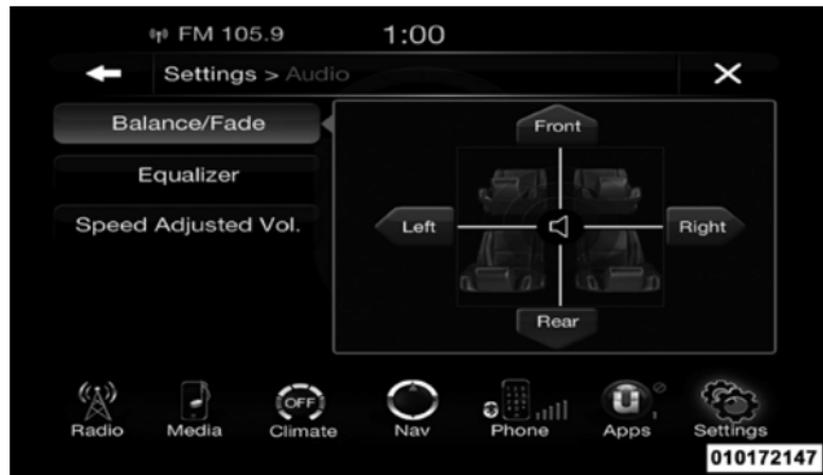 FM 105.9 1:00
Settings > Audio
Balance/Fade
Equalizer
Speed Adjusted Vol.
Front
Left Right
Rear
OFF
Radio Media Climate Nav Phone Apps Settings
010172147